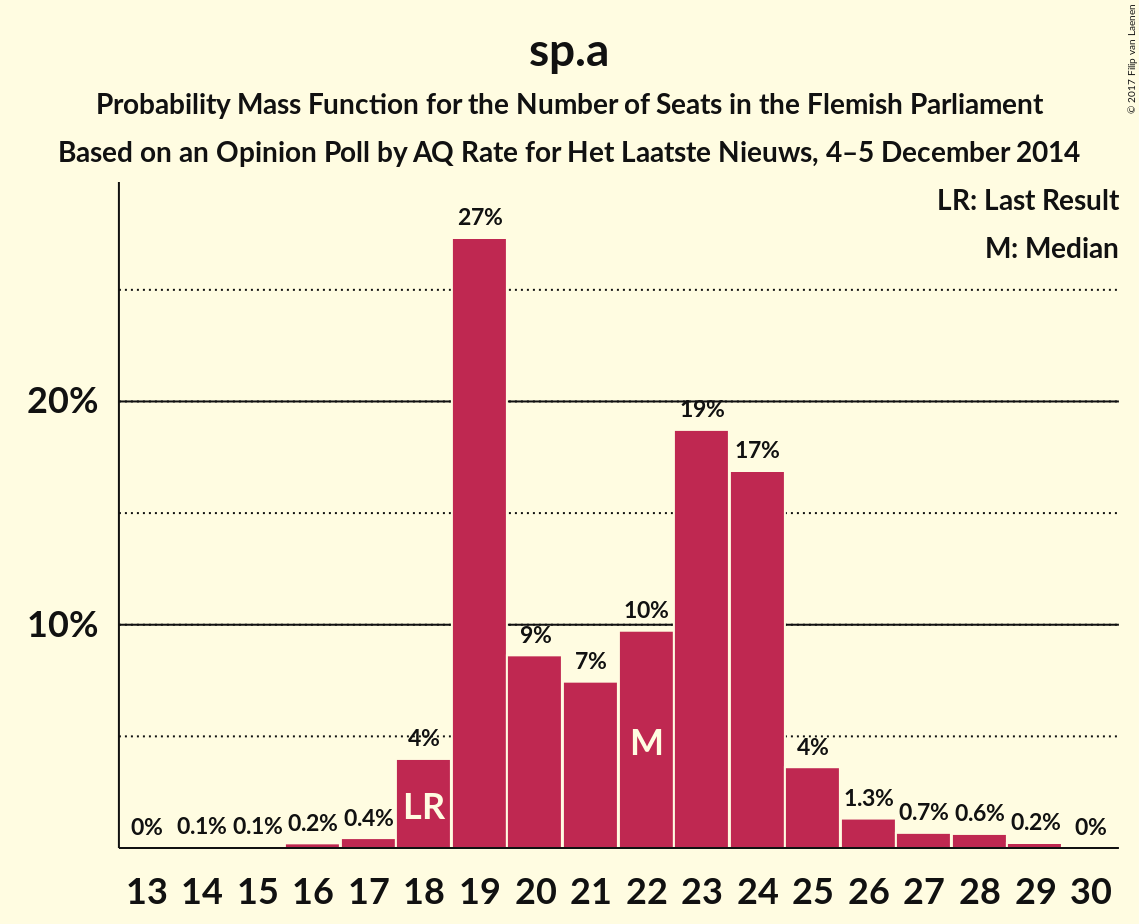 sp.a
Probability Mass Function for the Number of Seats in the Flemish Parliament
Based on an Opinion Poll by AQ Rate for Het Laatste Nieuws, 4–5 December 2014
© 2017 Filip van Laenen
LR: Last Result
M: Median
20%
10%
0% 0.1% 0.1% 0.2% 0.4% 4% 27% 9% 7% 10% 19% 17% 4% 1.3% 0.7% 0.6% 0.2% 0%
LR M
13 14 15 16 17 18 19 20 21 22 23 24 25 26 27 28 29 30